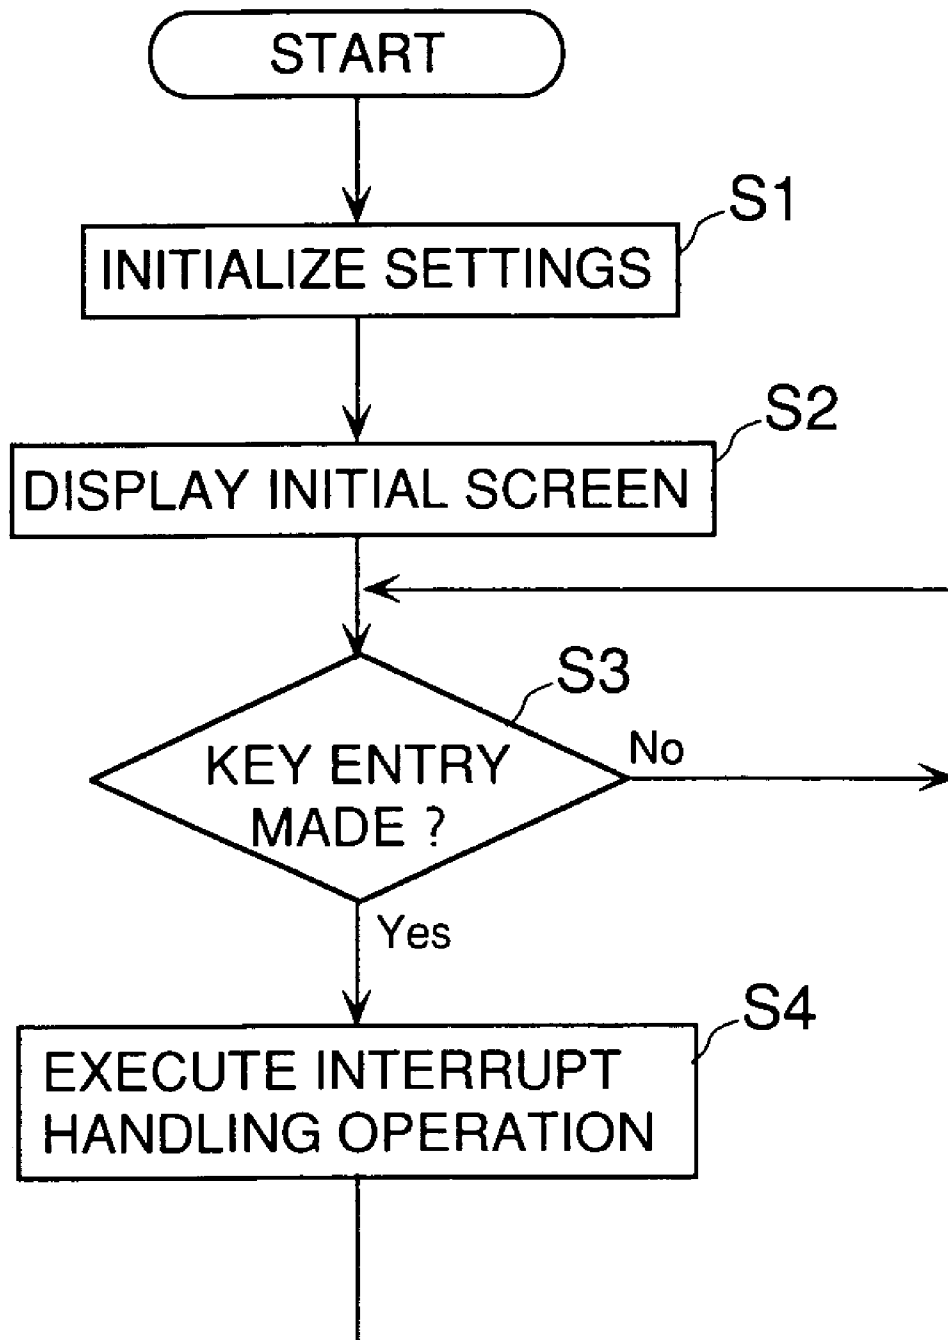 START
S1
INITIALIZE SETTINGS
S2
DISPLAY INITIAL SCREEN
S3
KEY ENTRY
MADE ?
No
Yes
S4
EXECUTE INTERRUPT
HANDLING OPERATION